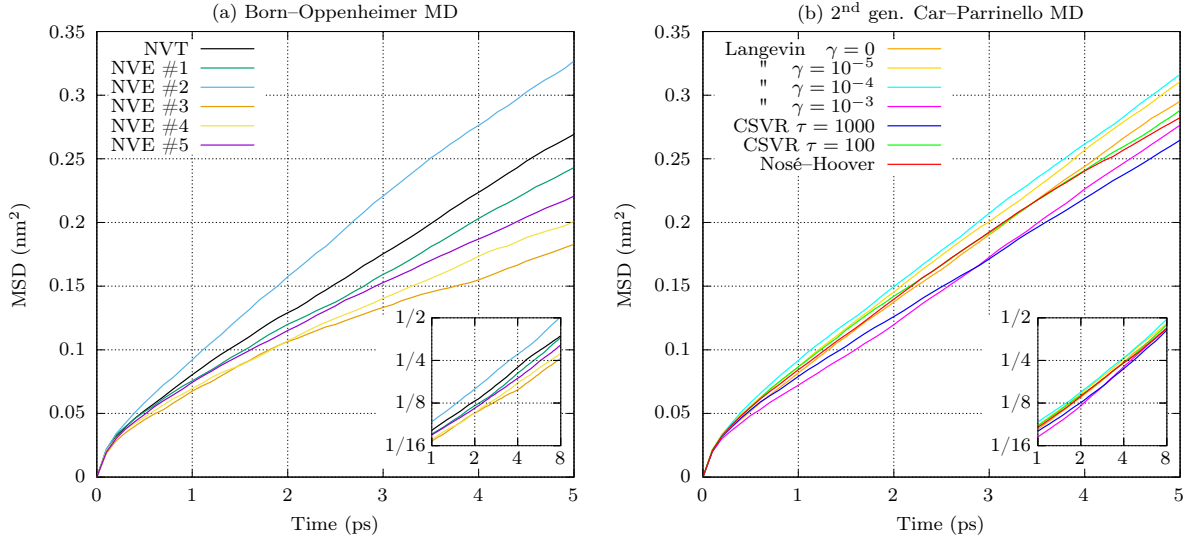 (a) Born–Oppenheimer MD
MSD (nm²)
0.35
0.3
0.25
0.2
0.15
0.1
0.05
0
NVT
NVE #1
NVE #2
NVE #3
NVE #4
NVE #5
1/2
1/4
1/8
1/16
1 2 4 8
0 1 2 3 4 5
Time (ps)
(b) 2nd gen. Car–Parrinello MD
MSD (nm²)
0.35
0.3
0.25
0.2
0.15
0.1
0.05
0
Langevin γ = 0
" γ = 10⁻⁵
" γ = 10⁻⁴
" γ = 10⁻³
CSVR τ = 1000
CSVR τ = 100
Nosé–Hoover
1/2
1/4
1/8
1/16
1 2 4 8
0 1 2 3 4 5
Time (ps)